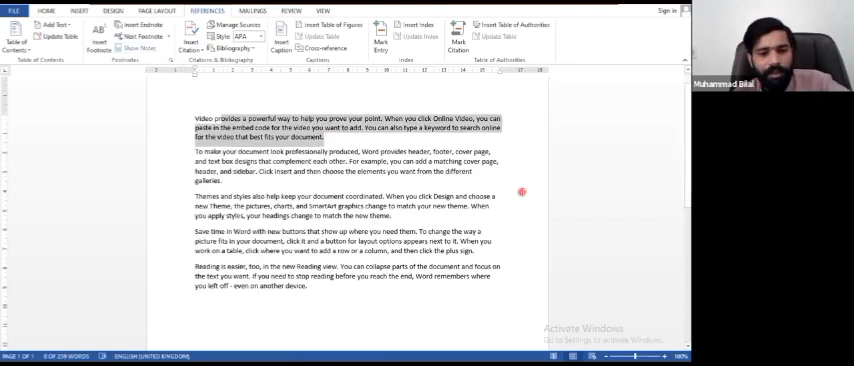 FILE HOME INSERT DESIGN PAGE LAYOUT REFERENCES MAILINGS REVIEW VIEW Sign in
Table of Contents
Add Text
Update Table
Table of Contents
AB¹
Insert Footnote
Insert Endnote
Next Footnote
Show Notes
Footnotes
Insert Citation
Manage Sources
Style: APA
Bibliography
Citations & Bibliography
Insert Caption
Insert Table of Figures
Update Table
Cross-reference
Captions
Mark Entry
Insert Index
Update Index
Index
Mark Citation
Insert Table of Authorities
Update Table
Table of Authorities
Muhammad Bilal
Video provides a powerful way to help you prove your point. When you click Online Video, you can
paste in the embed code for the video you want to add. You can also type a keyword to search online
for the video that best fits your document.
To make your document look professionally produced, Word provides header, footer, cover page,
and text box designs that complement each other. For example, you can add a matching cover page,
header, and sidebar. Click Insert and then choose the elements you want from the different
galleries.
Themes and styles also help keep your document coordinated. When you click Design and choose a
new Theme, the pictures, charts, and SmartArt graphics change to match your new theme. When
you apply styles, your headings change to match the new theme.
Save time in Word with new buttons that show up where you need them. To change the way a
picture fits in your document, click it and a button for layout options appears next to it. When you
work on a table, click where you want to add a row or a column, and then click the plus sign.
Reading is easier, too, in the new Reading view. You can collapse parts of the document and focus on
the text you want. If you need to stop reading before you reach the end, Word remembers where
you left off - even on another device.
Activate Windows
Go to Settings to activate Windows.
PAGE 1 OF 1 239 WORDS ENGLISH (UNITED KINGDOM) 100%